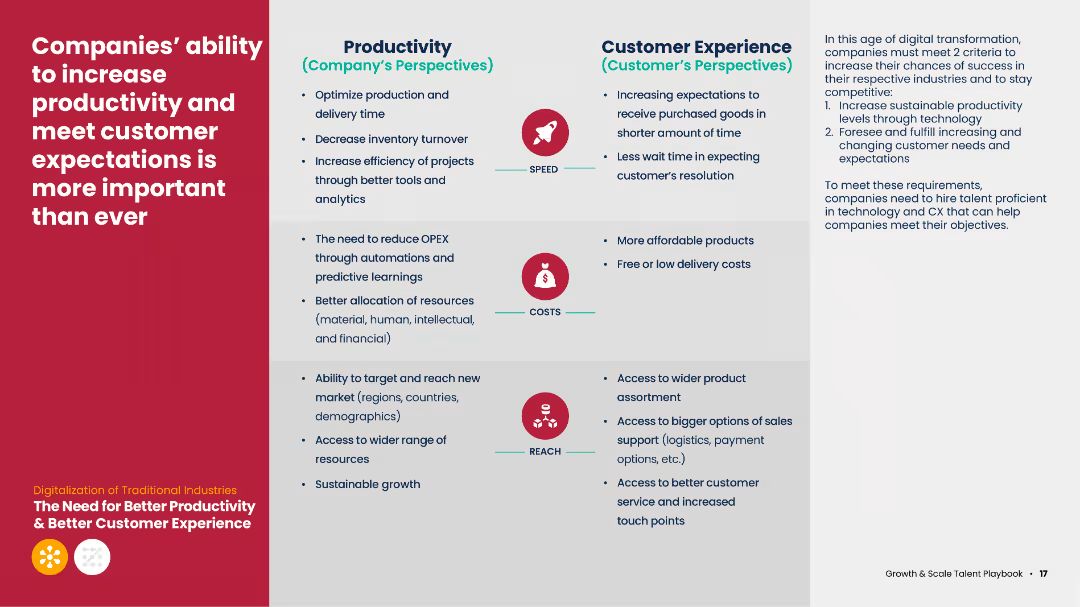 Companies’ ability
to increase
productivity and
meet customer
expectations is
more important
than ever
Digitalization of Traditional Industries
The Need for Better Productivity
& Better Customer Experience
Productivity
(Company’s Perspectives)
Customer Experience
(Customer’s Perspectives)
• Optimize production and
delivery time
• Decrease inventory turnover
• Increase efficiency of projects
through better tools and
analytics
SPEED
• Increasing expectations to
receive purchased goods in
shorter amount of time
• Less wait time in expecting
customer’s resolution
• The need to reduce OPEX
through automations and
predictive learnings
• Better allocation of resources
(material, human, intellectual,
and financial)
$
COSTS
• More affordable products
• Free or low delivery costs
• Ability to target and reach new
market (regions, countries,
demographics)
• Access to wider range of
resources
• Sustainable growth
REACH
• Access to wider product
assortment
• Access to bigger options of sales
support (logistics, payment
options, etc.)
• Access to better customer
service and increased
touch points
In this age of digital transformation,
companies must meet 2 criteria to
increase their chances of success in
their respective industries and to stay
competitive:
1. Increase sustainable productivity
levels through technology
2. Foresee and fulfill increasing and
changing customer needs and
expectations
To meet these requirements,
companies need to hire talent proficient
in technology and CX that can help
companies meet their objectives.
Growth & Scale Talent Playbook • 17